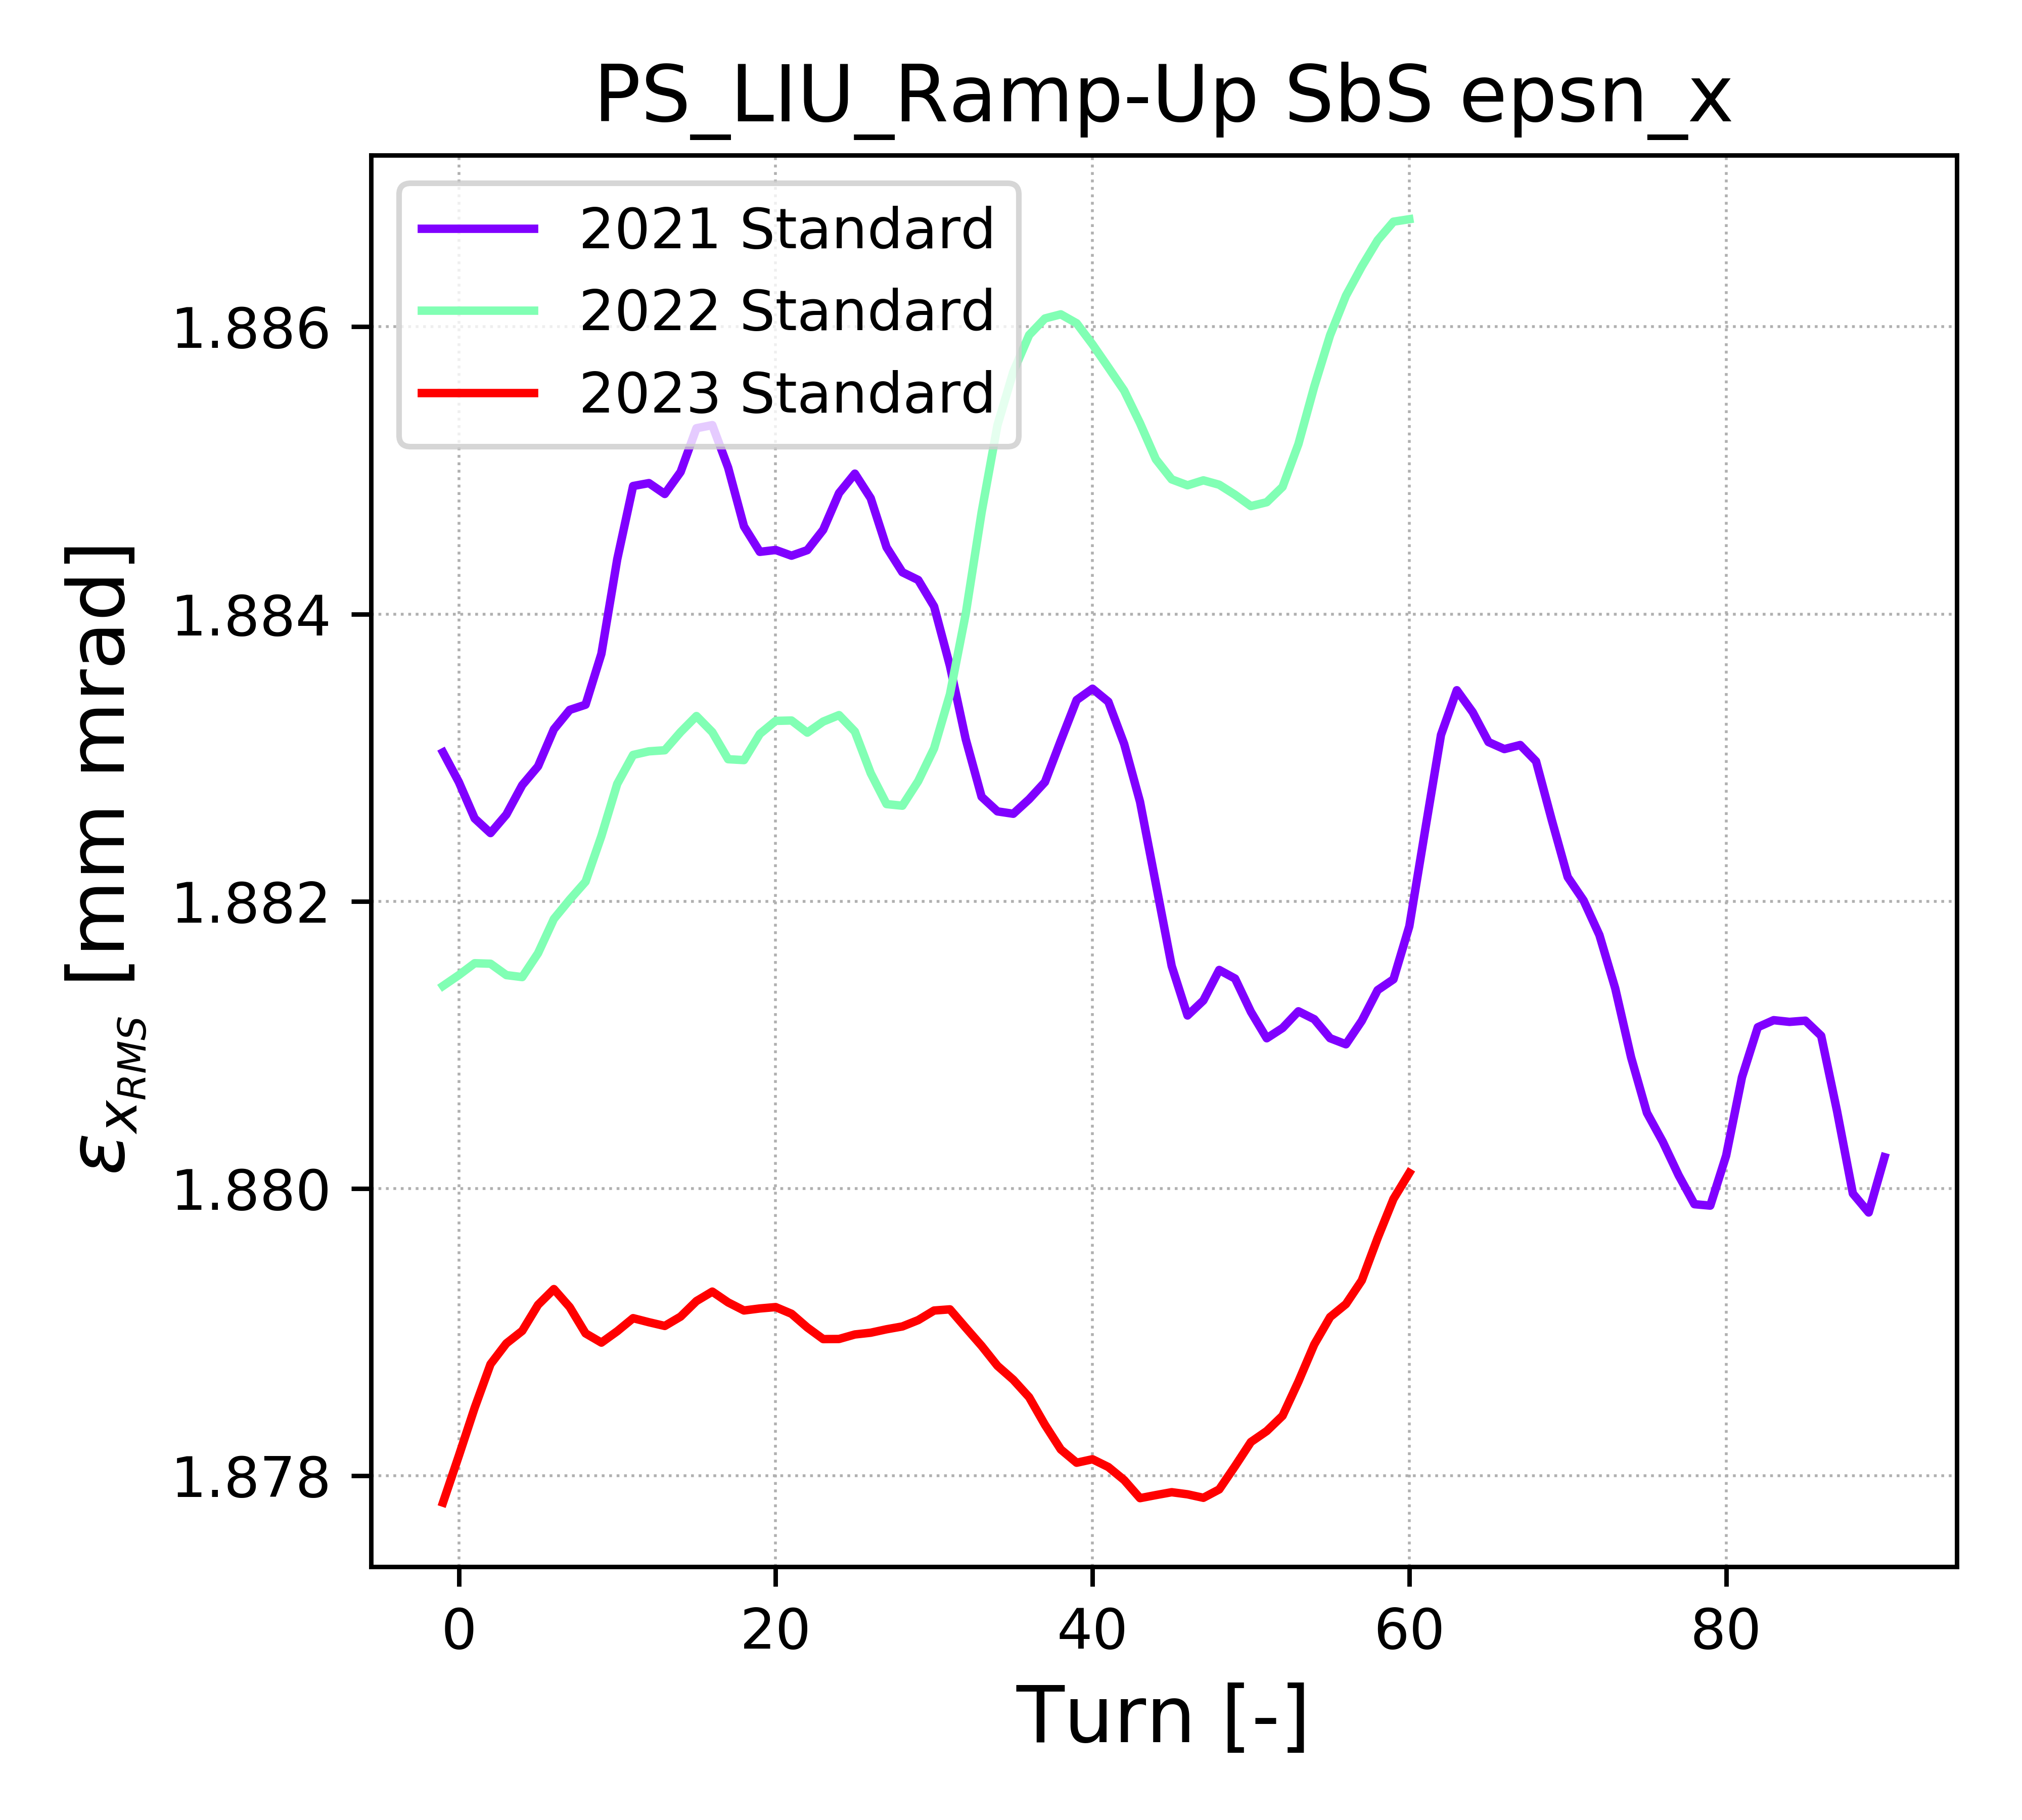 PS_LIU_Ramp-Up SbS epsn_x
2021 Standard
2022 Standard
2023 Standard
1.886
1.884
1.882
1.880
1.878
ε_{x_{RMS}} [mm mrad]
0 20 40 60 80
Turn [-]